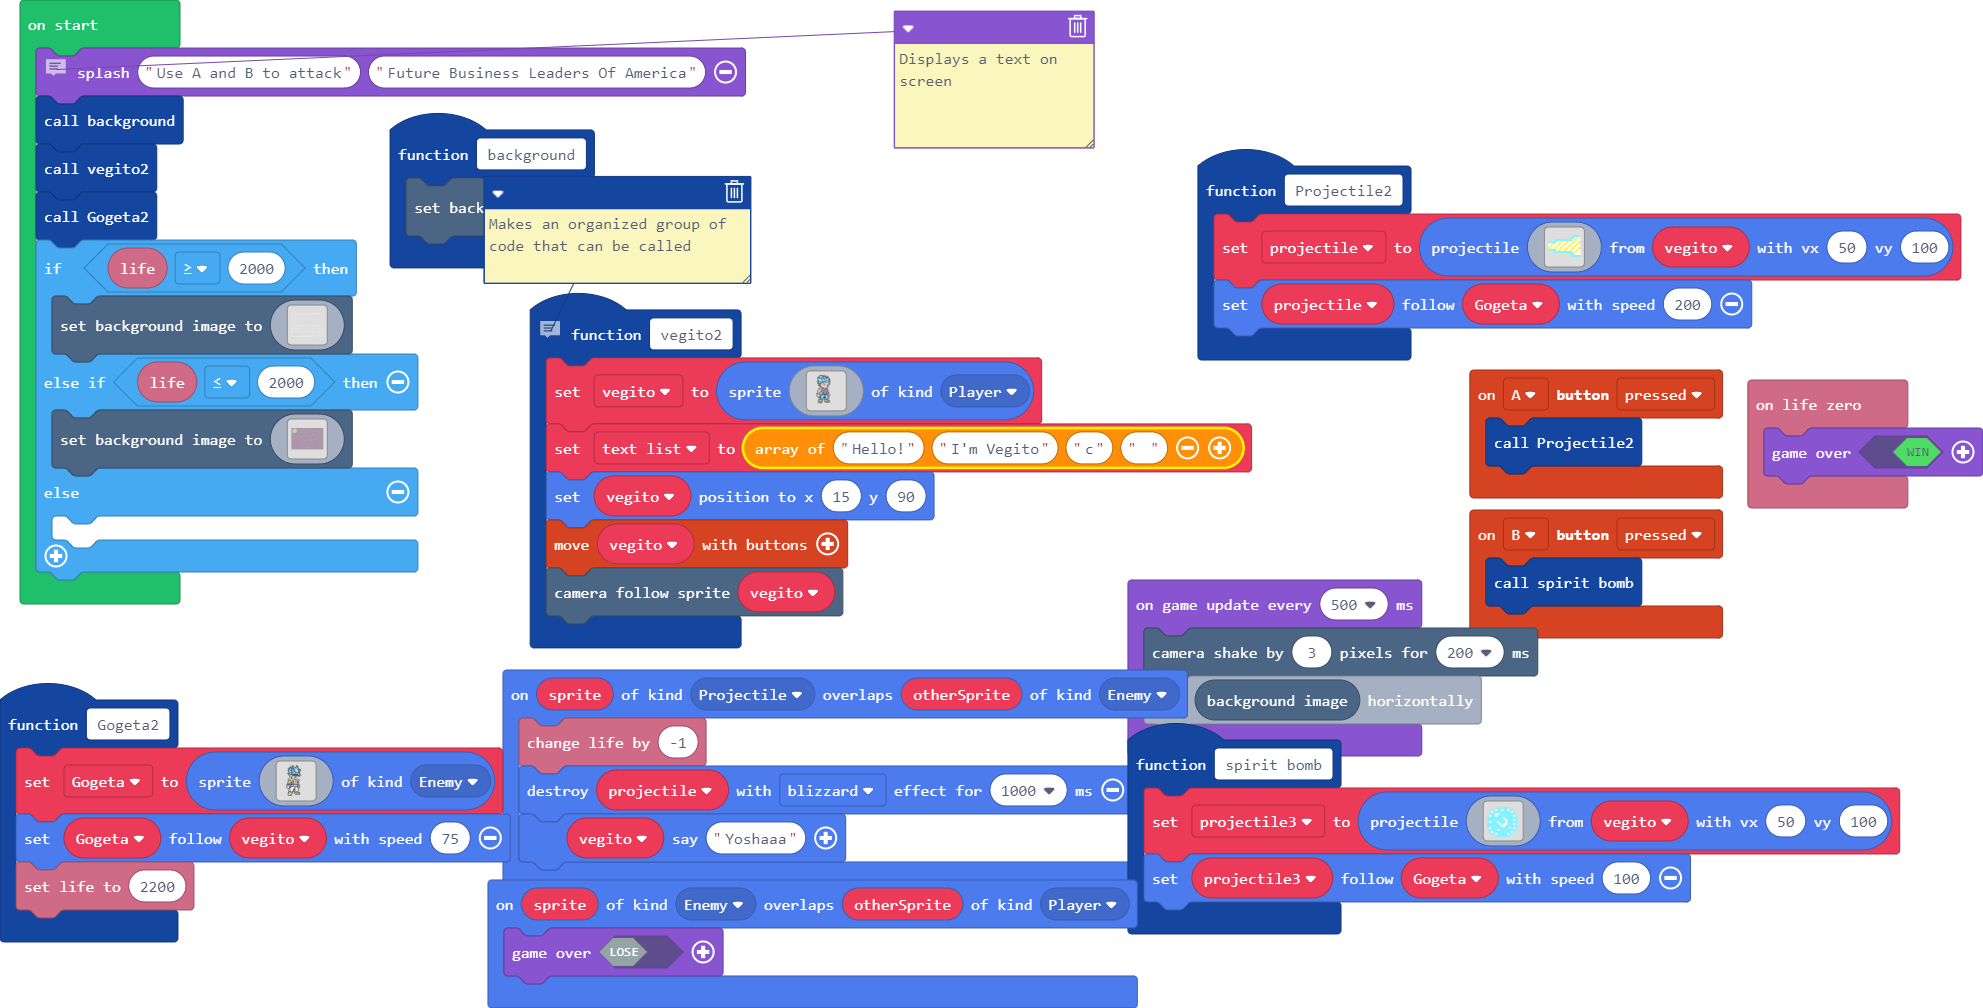 on start
splash "Use A and B to attack" "Future Business Leaders Of America"
call background
call vegito2
call Gogeta2
if life ≥ 2000 then
set background image to
else if life ≤ 2000 then
set background image to
else
Displays a text on
screen
function background
set back
Makes an organized group of
code that can be called
function vegito2
set vegito to sprite of kind Player
set text list to array of "Hello!" "I'm Vegito" "c" " "
set vegito position to x 15 y 90
move vegito with buttons
camera follow sprite vegito
function Projectile2
set projectile to projectile from vegito with vx 50 vy 100
set projectile follow Gogeta with speed 200
on A button pressed
call Projectile2
on life zero
game over WIN
on B button pressed
call spirit bomb
on game update every 500 ms
camera shake by 3 pixels for 200 ms
background image horizontally
function Gogeta2
set Gogeta to sprite of kind Enemy
set Gogeta follow vegito with speed 75
set life to 2200
on sprite of kind Projectile overlaps otherSprite of kind Enemy
change life by -1
destroy projectile with blizzard effect for 1000 ms
vegito say "Yoshaaa"
on sprite of kind Enemy overlaps otherSprite of kind Player
game over LOSE
function spirit bomb
set projectile3 to projectile from vegito with vx 50 vy 100
set projectile3 follow Gogeta with speed 100